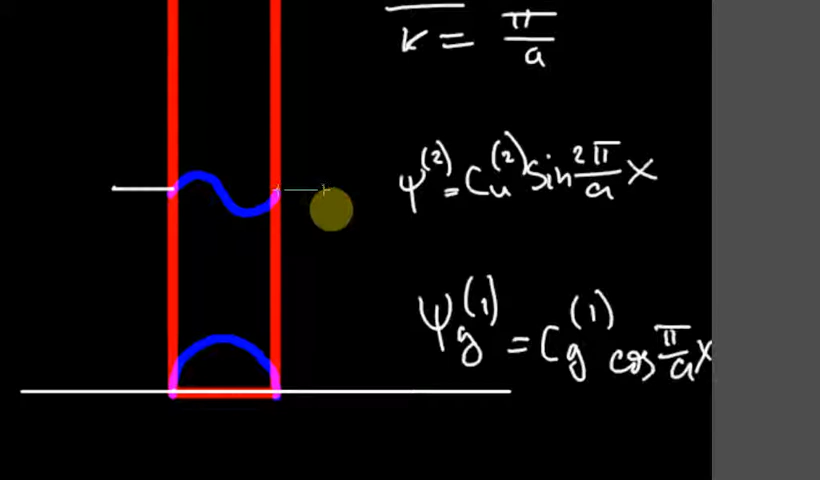 k = π/a
ψ⁽²⁾ = C_u⁽²⁾ sin 2π/a x
ψ_g⁽¹⁾ = C_g⁽¹⁾ cos π/a x